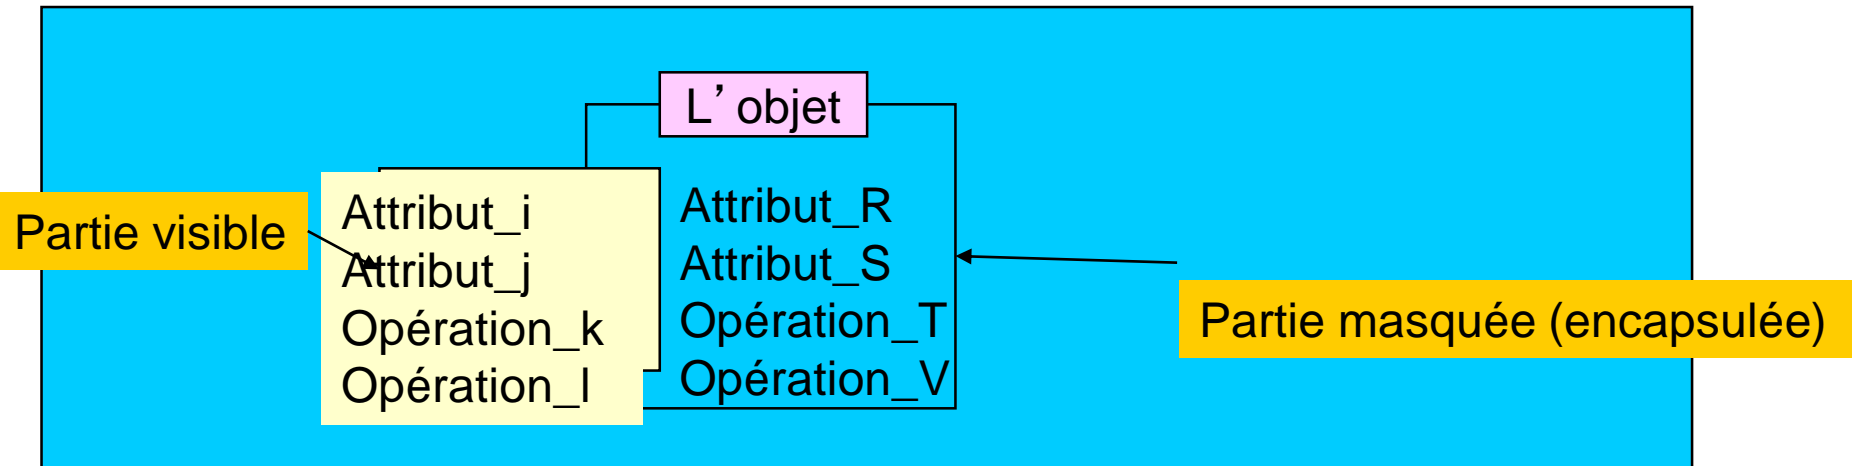 L’objet
Partie visible
Attribut_i
Attribut_j
Opération_k
Opération_l
Attribut_R
Attribut_S
Opération_T
Opération_V
Partie masquée (encapsulée)